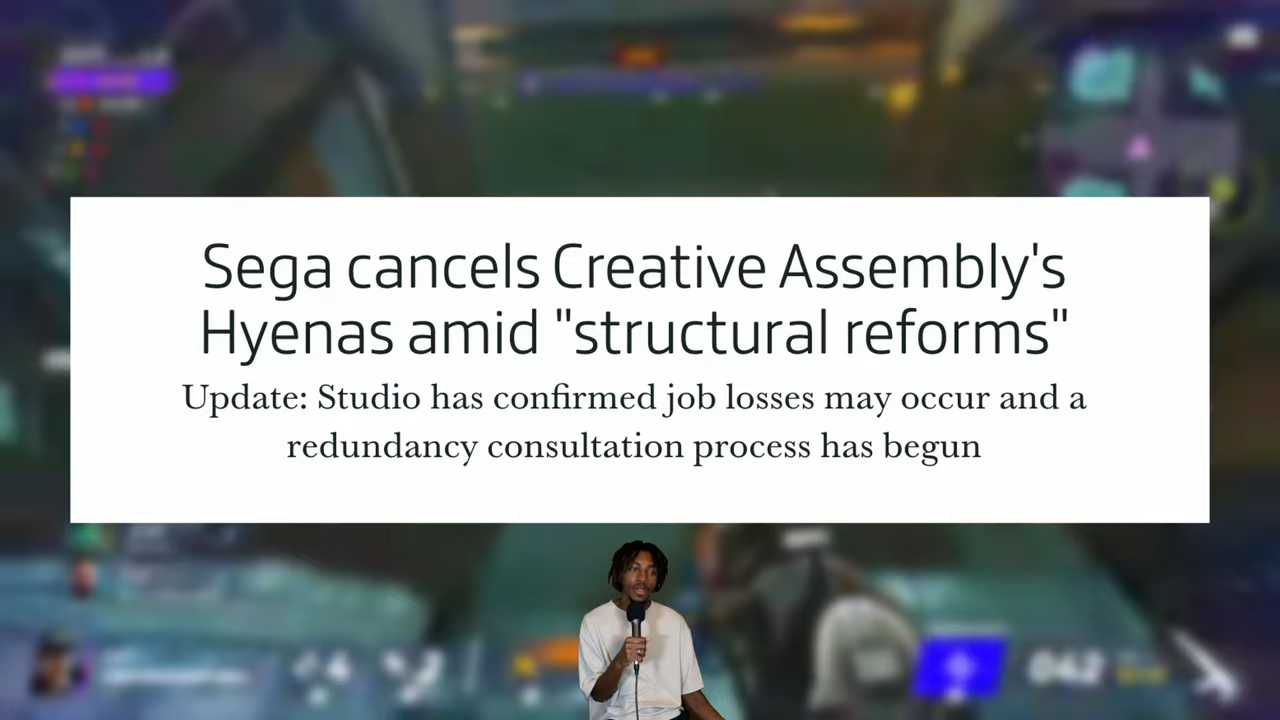 Sega cancels Creative Assembly's
Hyenas amid "structural reforms"
Update: Studio has confirmed job losses may occur and a
redundancy consultation process has begun
042